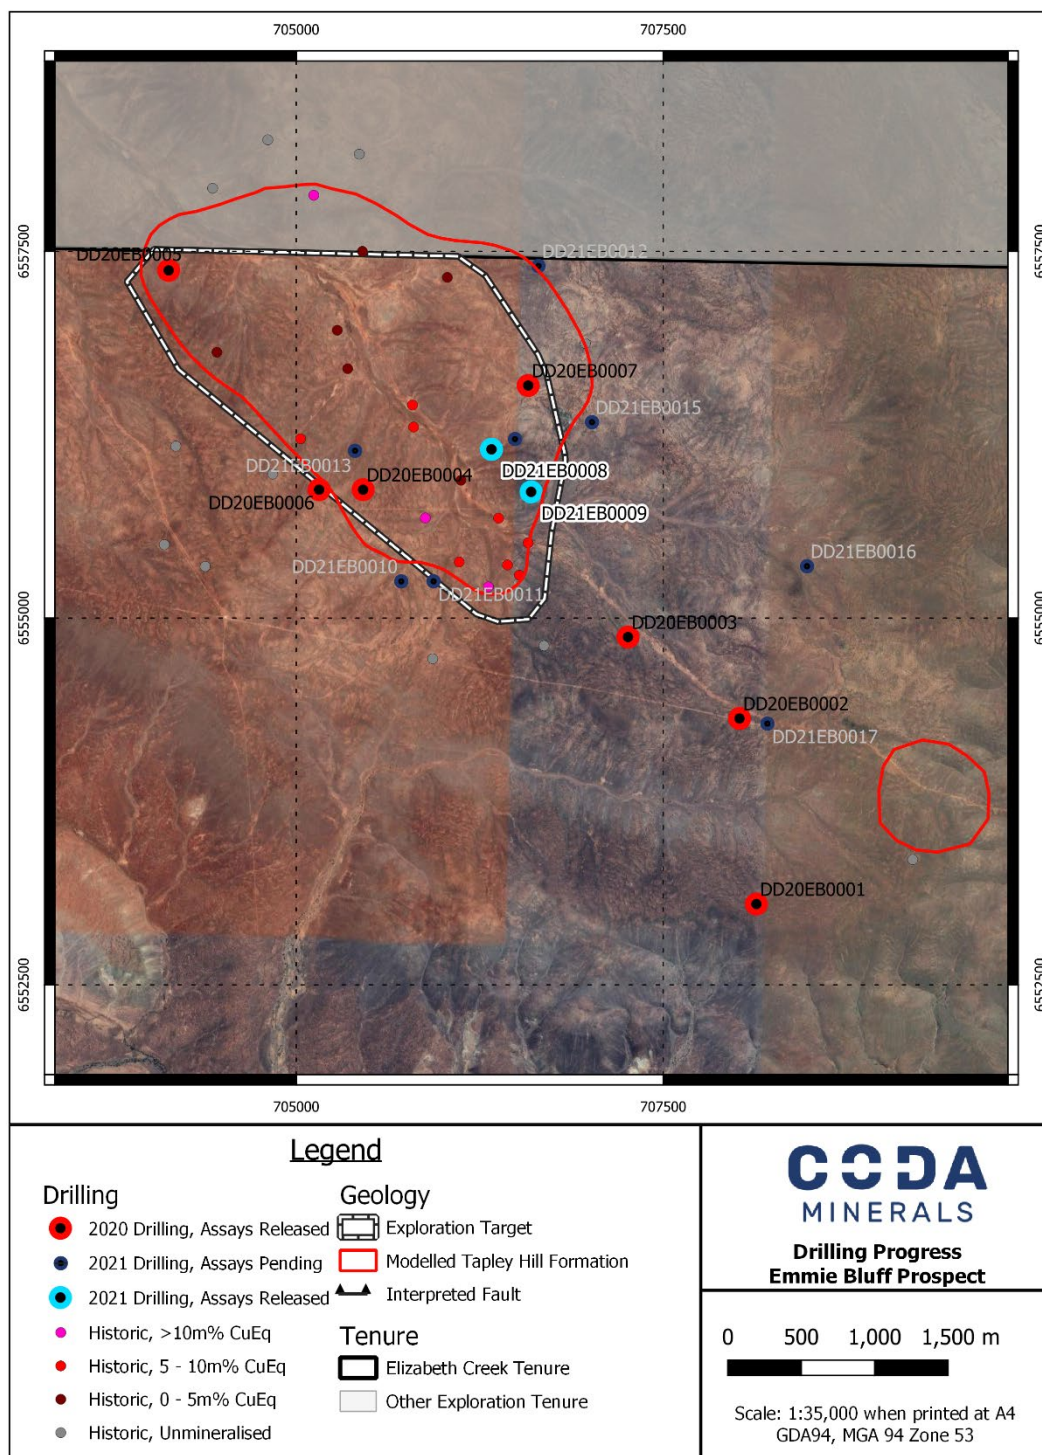 705000
707500
6557500
6557500
DD20EB0005
DD21EB0012
DD20EB0007
DD21EB0015
DD21EB0013
DD20EB0004
DD21EB0008
DD20EB0006
DD21EB0009
DD21EB0010
DD21EB0011
DD21EB0016
6555000
6555000
DD20EB0003
DD20EB0002
DD21EB0017
DD20EB0001
6552500
6552500
705000
707500
Legend
Drilling
2020 Drilling, Assays Released
2021 Drilling, Assays Pending
2021 Drilling, Assays Released
Historic, >10m% CuEq
Historic, 5 - 10m% CuEq
Historic, 0 - 5m% CuEq
Historic, Unmineralised
Geology
Exploration Target
Modelled Tapley Hill Formation
Interpreted Fault
Tenure
Elizabeth Creek Tenure
Other Exploration Tenure
CODA
MINERALS
Drilling Progress
Emmie Bluff Prospect
0 500 1,000 1,500 m
Scale: 1:35,000 when printed at A4
GDA94, MGA 94 Zone 53